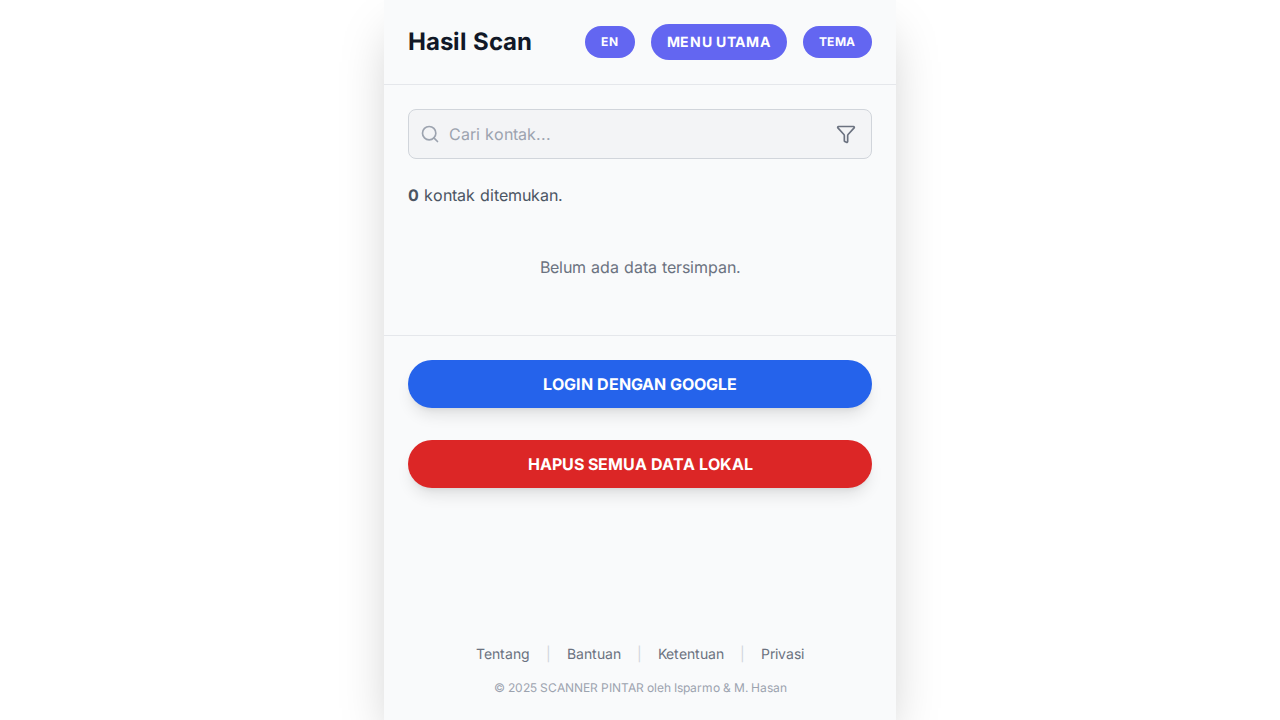 Hasil Scan
EN
MENU UTAMA
TEMA
Cari kontak...
0 kontak ditemukan.
Belum ada data tersimpan.
LOGIN DENGAN GOOGLE
HAPUS SEMUA DATA LOKAL
Tentang | Bantuan | Ketentuan | Privasi
© 2025 SCANNER PINTAR oleh Isparmo & M. Hasan